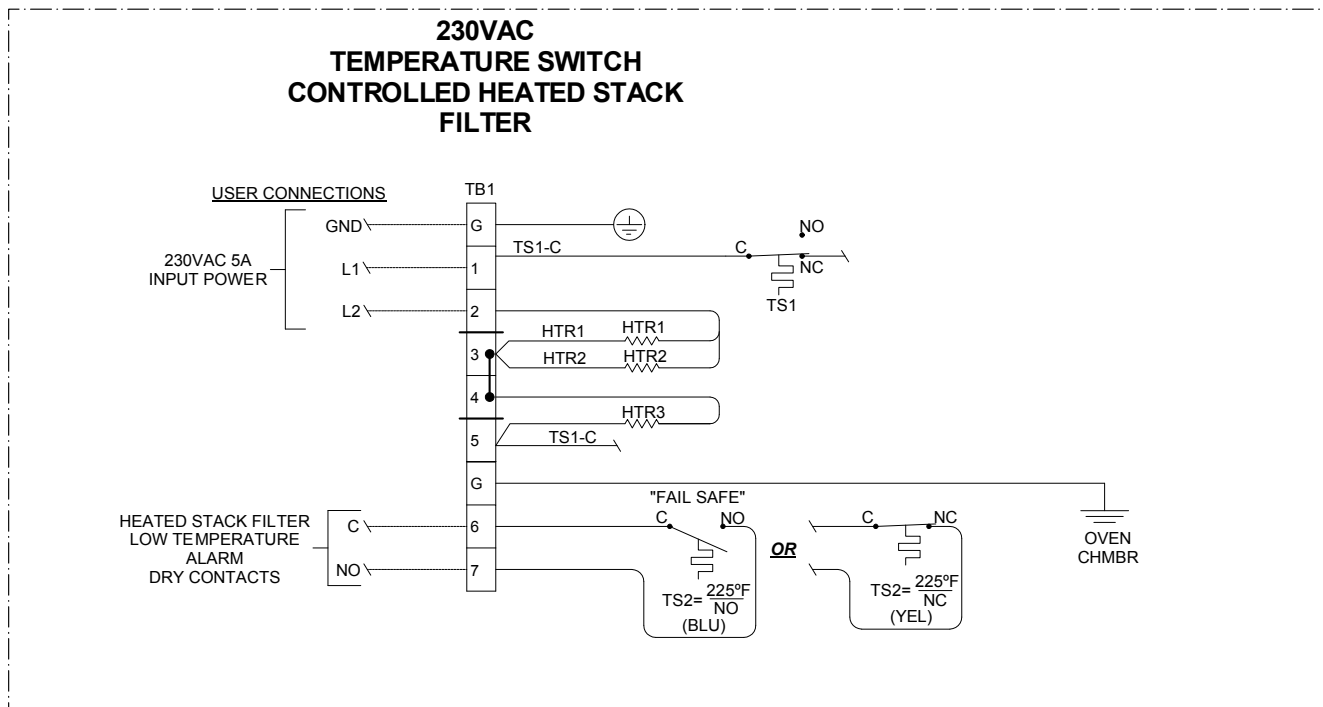 230VAC
TEMPERATURE SWITCH
CONTROLLED HEATED STACK
FILTER
USER CONNECTIONS
TB1
GND
G
230VAC 5A
INPUT POWER
L1
1
TS1-C
C
NO
NC
TS1
L2
2
3
HTR1
HTR1
HTR2
HTR2
4
HTR3
5
TS1-C
G
OVEN
CHMBR
HEATED STACK FILTER
LOW TEMPERATURE
ALARM
DRY CONTACTS
C
6
NO
7
"FAIL SAFE"
C
NO
TS2= 225ºF
NO
(BLU)
OR
C
NC
TS2= 225ºF
NC
(YEL)